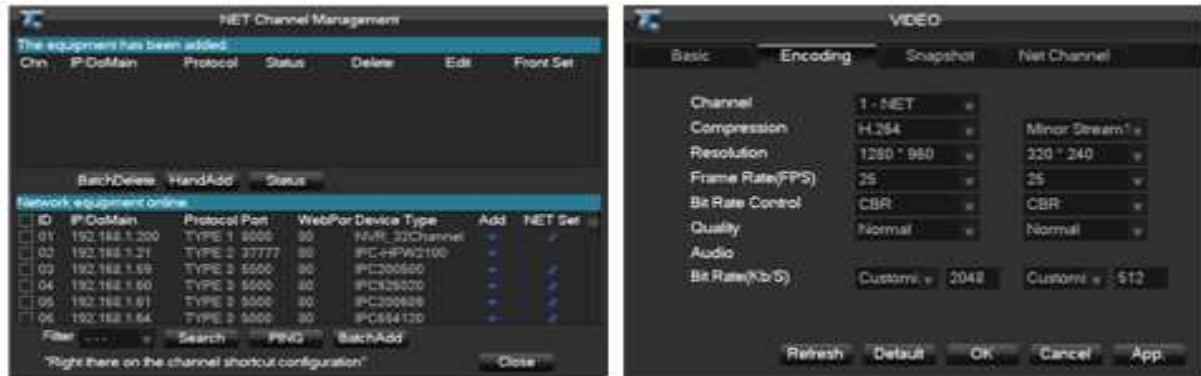 NET Channel Management
The equipment has been added
Chn IP:DoMain Protocol Status Delete Edit Front Set
BatchDelete HandAdd Status
Network equipment online
ID IP:DoMain Protocol Port WebPor Device Type Add NET Set
01 192.168.1.200 TYPE 1 8000 80 NVR_32Channel
02 192.168.1.21 TYPE 2 37777 80 IPC-HFW2100
03 192.168.1.59 TYPE 3 5000 80
04 192.168.1.60 TYPE 3 5000 80
05 192.168.1.61 TYPE 3 5000 80
06 192.168.1.64 TYPE 3 5000 80
Filter - - - Search PING BatchAdd
"Right there on the channel shortcut configuration"
Close
VIDEO
Basic Encoding Snapshot Net Channel
Channel 1 - NET
Compression H.264 Minor Stream1
Resolution 1280 * 960 320 * 240
Frame Rate(FPS) 25 25
Bit Rate Control CBR CBR
Quality Normal Normal
Audio
Bit Rate(Kb/S) Customi 2048 Customi 512
Refresh Default OK Cancel App.